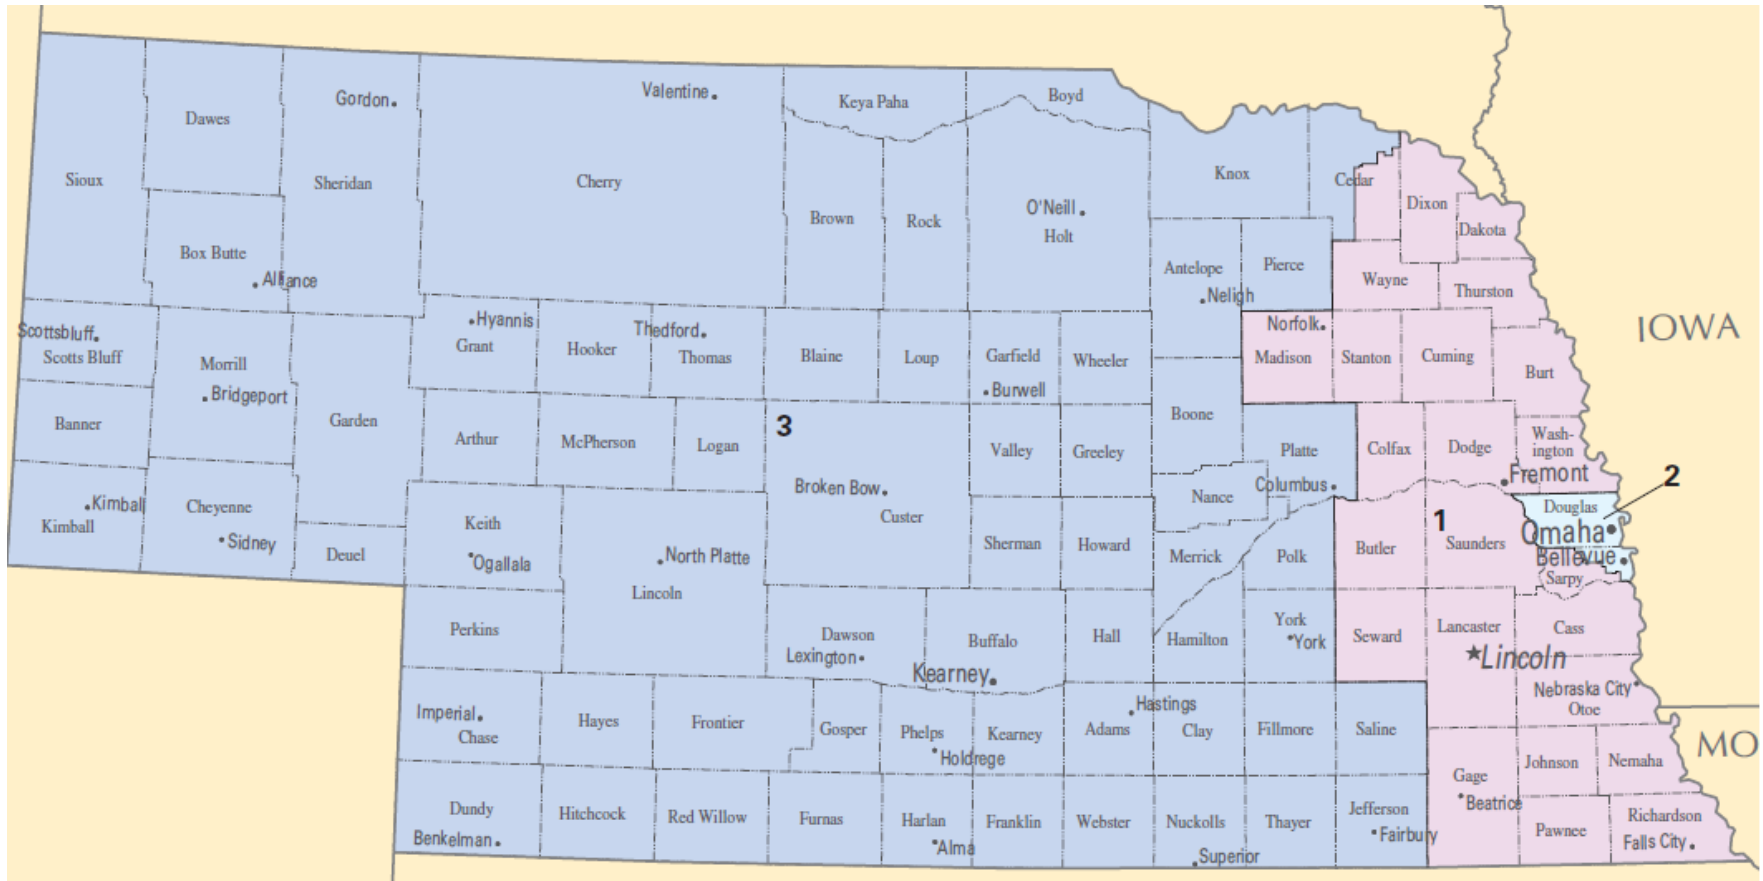 Gordon
Valentine
Keya Paha
Boyd
Dawes
Sioux
Sheridan
Cherry
Knox
Cedar
Brown
Rock
O'Neill
Holt
Dixon
Dakota
Box Butte
Alliance
Antelope
Neligh
Pierce
Wayne
Thurston
Scottsbluff
Scotts Bluff
Morrill
Bridgeport
Hyannis
Grant
Hooker
Thedford
Thomas
Blaine
Loup
Garfield
Burwell
Wheeler
Norfolk
Madison
Stanton
Cuming
Burt
IOWA
Banner
Garden
Arthur
McPherson
Logan
3
Valley
Greeley
Boone
Platte
Columbus
Colfax
Dodge
Wash-
ington
Fremont
2
Kimball
Kimball
Cheyenne
Sidney
Deuel
Keith
Ogallala
North Platte
Lincoln
Broken Bow
Custer
Sherman
Howard
Nance
Merrick
Polk
Butler
1
Saunders
Douglas
Omaha
Bellevue
Sarpy
Perkins
Dawson
Lexington
Buffalo
Kearney
Hall
Hamilton
York
York
Seward
Lancaster
Lincoln
Cass
Nebraska City
Otoe
MO
Imperial
Chase
Hayes
Frontier
Gosper
Phelps
Holdrege
Kearney
Adams
Hastings
Clay
Fillmore
Saline
Gage
Beatrice
Johnson
Nemaha
Dundy
Benkelman
Hitchcock
Red Willow
Furnas
Harlan
Alma
Franklin
Webster
Nuckolls
Superior
Thayer
Jefferson
Fairbury
Pawnee
Richardson
Falls City